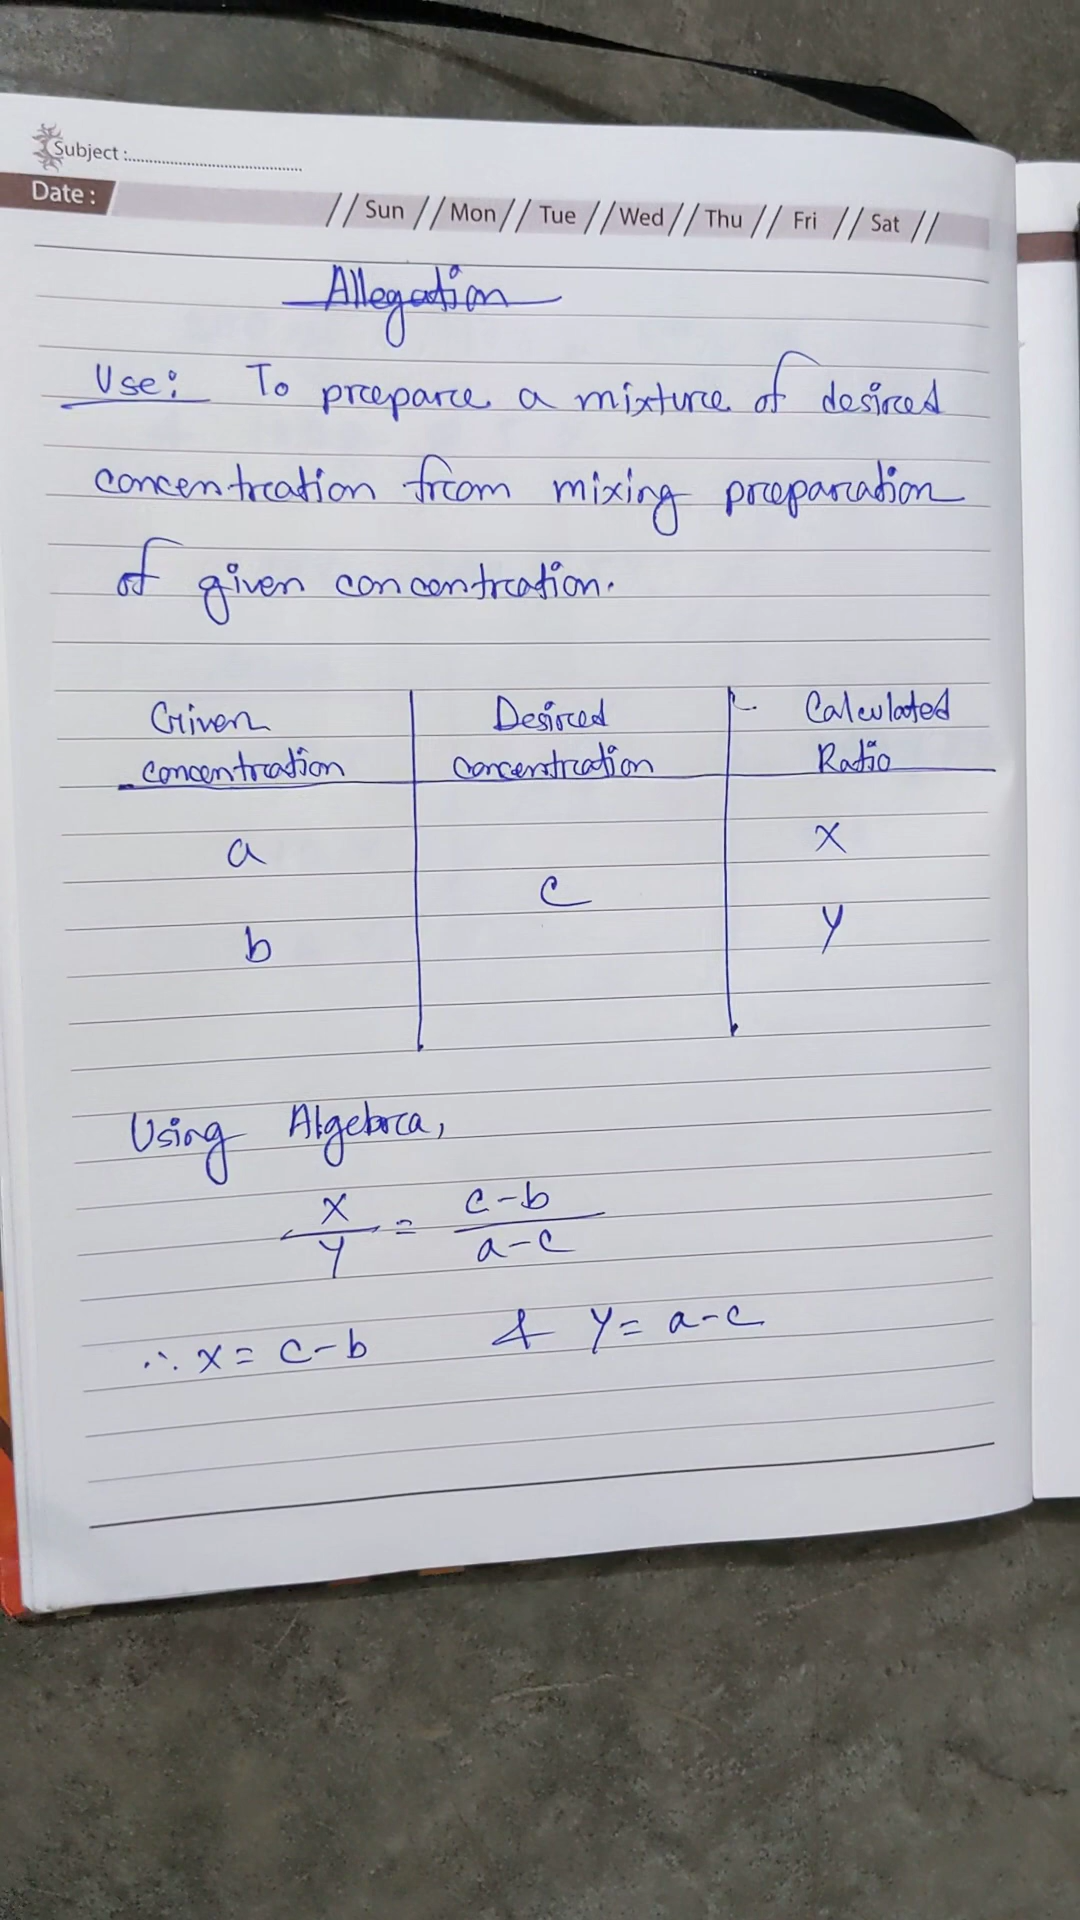 Subject :
Date :
// Sun // Mon // Tue // Wed // Thu // Fri // Sat //
Allegation
Use: To prepare a mixture of desired
concentration from mixing preparation
of given concentration.
Given Desired Calculated
concentration concentration Ratio
a x
c
b y
Using Algebra,
x/y = c-b/a-c
∴ x = c-b & y = a-c